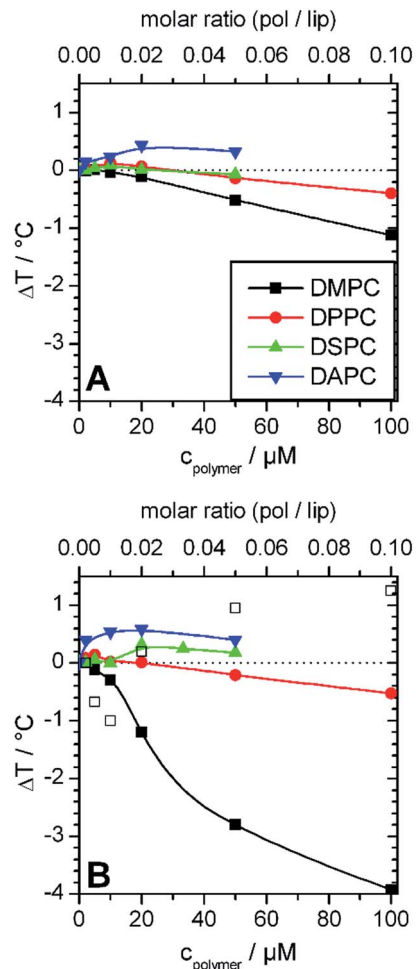 molar ratio (pol / lip)
0.00 0.02 0.04 0.06 0.08 0.10
1
0
-1
-2
-3
-4
ΔT / °C
DMPC
DPPC
DSPC
DAPC
A
0 20 40 60 80 100
c polymer / µM
molar ratio (pol / lip)
0.00 0.02 0.04 0.06 0.08 0.10
1
0
-1
-2
-3
-4
ΔT / °C
B
0 20 40 60 80 100
c polymer / µM